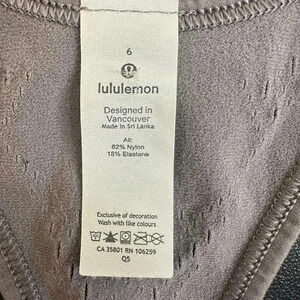 6
lululemon
Designed in
Vancouver
Made in Sri Lanka
All:
82% Nylon
18% Elastane
Exclusive of decoration
Wash with like colours
CA 35801 RN 106259
Q5